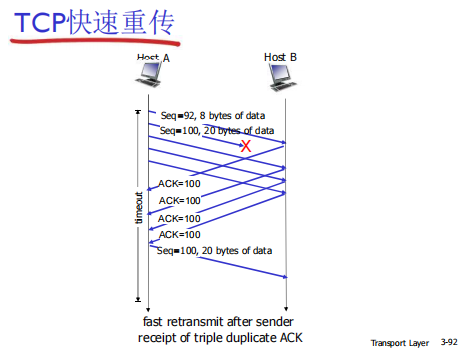 TCP快速重传
Host A
Host B
Seq=92, 8 bytes of data
Seq=100, 20 bytes of data
X
ACK=100
ACK=100
ACK=100
ACK=100
timeout
Seq=100, 20 bytes of data
fast retransmit after sender
receipt of triple duplicate ACK
Transport Layer 3-92